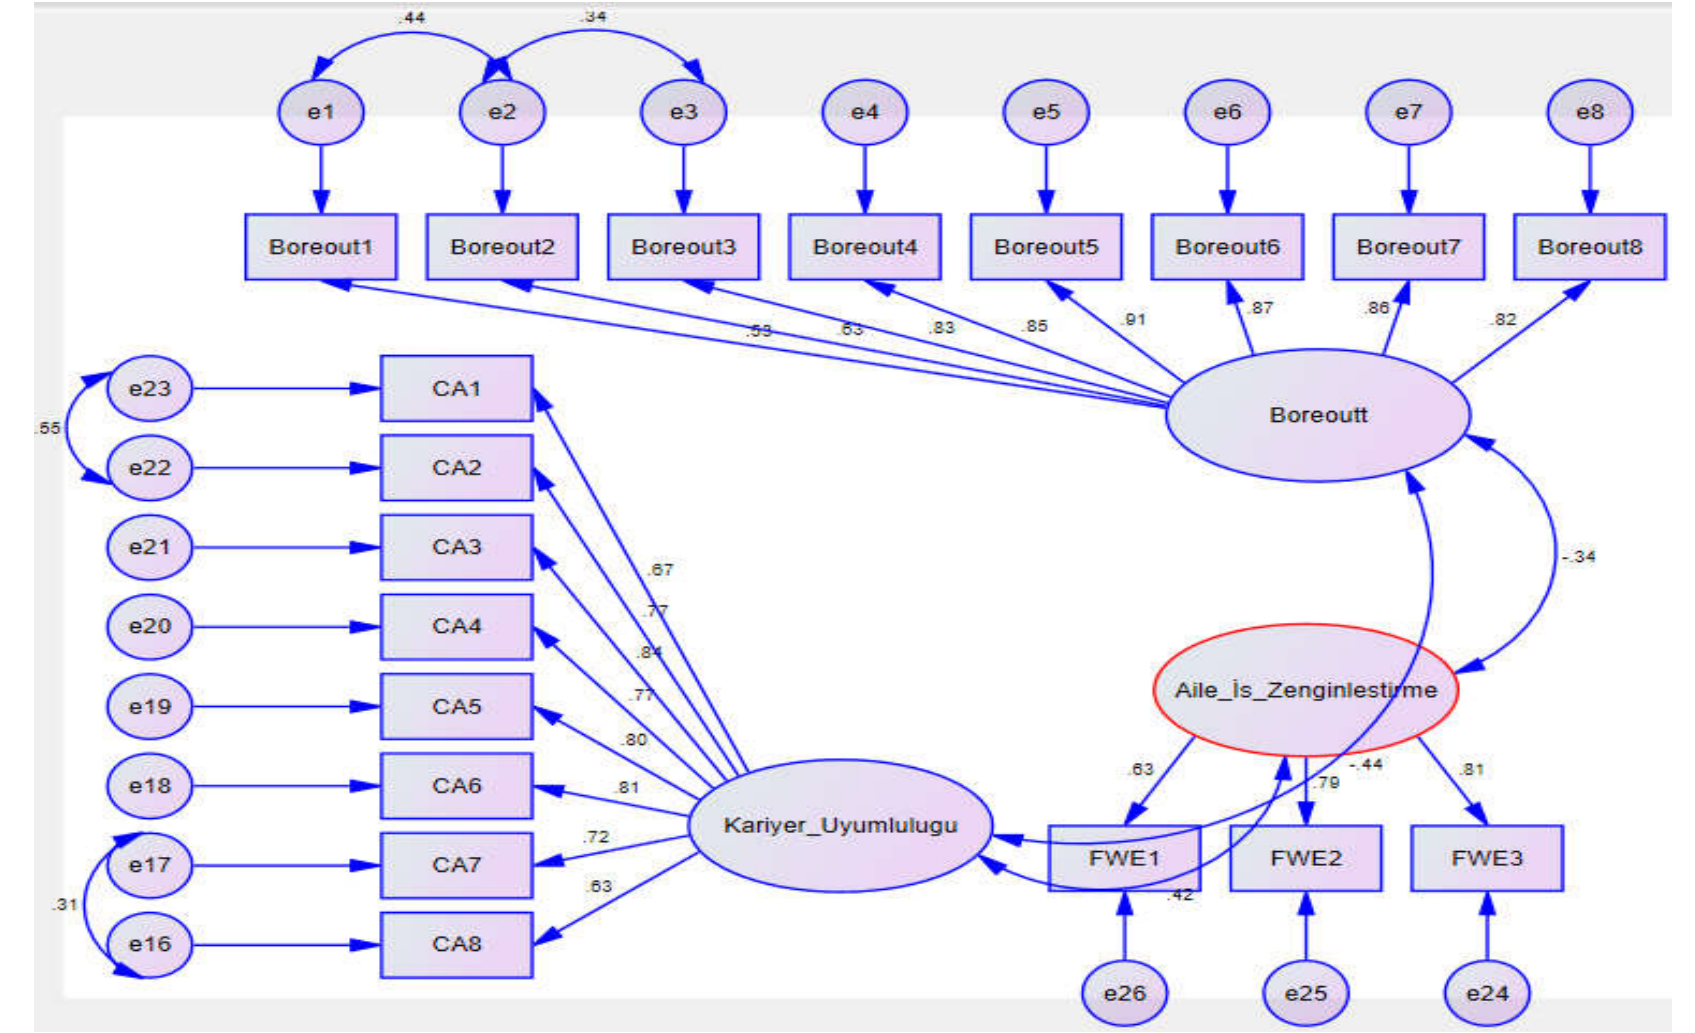 .44 .34
e1 e2 e3 e4 e5 e6 e7 e8
Boreout1 Boreout2 Boreout3 Boreout4 Boreout5 Boreout6 Boreout7 Boreout8
.53 .63 .83 .85 .91 .87 .86 .82
Boreoutt
e23 CA1
.55
e22 CA2
e21 CA3
e20 CA4
e19 CA5
e18 CA6
e17 CA7
.31
e16 CA8
.67
.77
.84
.77
.80
.81
.72
.63
Kariyer_Uyumlulugu
-.34
Aile_İs_Zenginlestirme
-.44
.63 .79 .81
FWE1 FWE2 FWE3
.42
e26 e25 e24